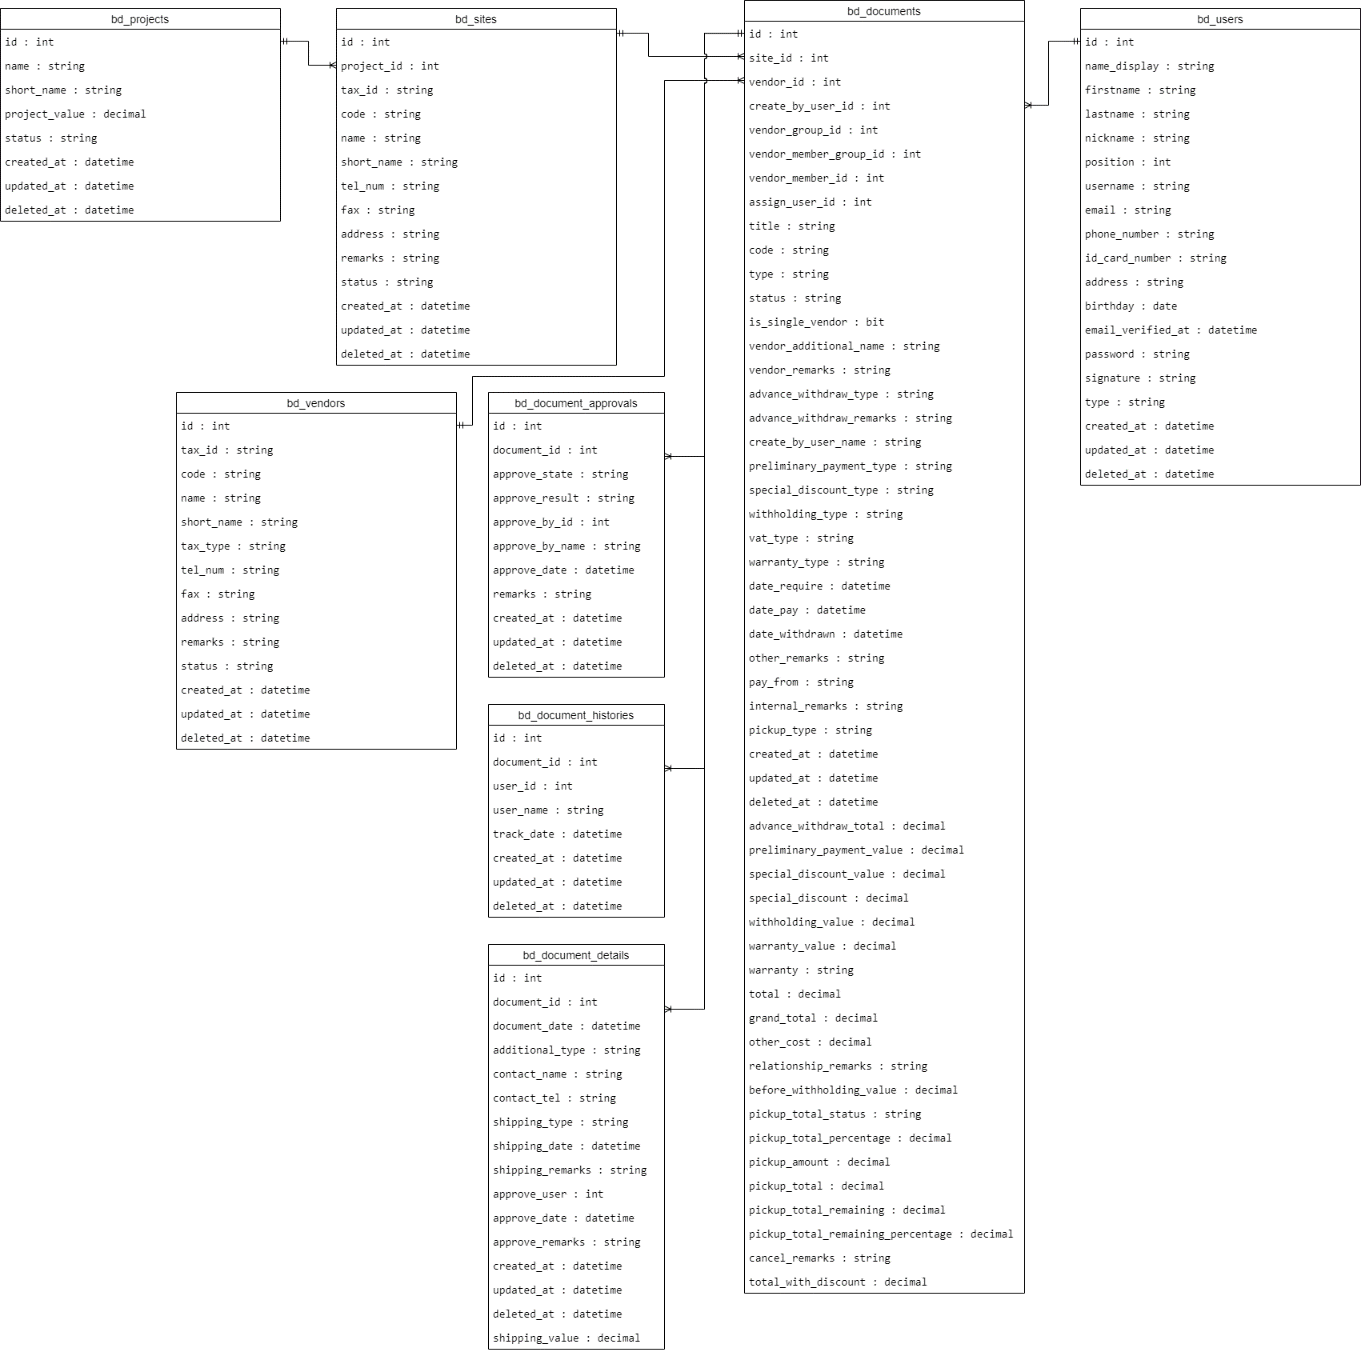 bd_projects
id : int
name : string
short_name : string
project_value : decimal
status : string
created_at : datetime
updated_at : datetime
deleted_at : datetime
bd_sites
id : int
project_id : int
tax_id : string
code : string
name : string
short_name : string
tel_num : string
fax : string
address : string
remarks : string
status : string
created_at : datetime
updated_at : datetime
deleted_at : datetime
bd_documents
id : int
site_id : int
vendor_id : int
create_by_user_id : int
vendor_group_id : int
vendor_member_group_id : int
vendor_member_id : int
assign_user_id : int
title : string
code : string
type : string
status : string
is_single_vendor : bit
vendor_additional_name : string
vendor_remarks : string
advance_withdraw_type : string
advance_withdraw_remarks : string
create_by_user_name : string
preliminary_payment_type : string
special_discount_type : string
withholding_type : string
vat_type : string
warranty_type : string
date_require : datetime
date_pay : datetime
date_withdrawn : datetime
other_remarks : string
pay_from : string
internal_remarks : string
pickup_type : string
created_at : datetime
updated_at : datetime
deleted_at : datetime
advance_withdraw_total : decimal
preliminary_payment_value : decimal
special_discount_value : decimal
special_discount : decimal
withholding_value : decimal
warranty_value : decimal
warranty : string
total : decimal
grand_total : decimal
other_cost : decimal
relationship_remarks : string
before_withholding_value : decimal
pickup_total_status : string
pickup_total_percentage : decimal
pickup_amount : decimal
pickup_total : decimal
pickup_total_remaining : decimal
pickup_total_remaining_percentage : decimal
cancel_remarks : string
total_with_discount : decimal
bd_users
id : int
name_display : string
firstname : string
lastname : string
nickname : string
position : int
username : string
email : string
phone_number : string
id_card_number : string
address : string
birthday : date
email_verified_at : datetime
password : string
signature : string
type : string
created_at : datetime
updated_at : datetime
deleted_at : datetime
bd_vendors
id : int
tax_id : string
code : string
name : string
short_name : string
tax_type : string
tel_num : string
fax : string
address : string
remarks : string
status : string
created_at : datetime
updated_at : datetime
deleted_at : datetime
bd_document_approvals
id : int
document_id : int
approve_state : string
approve_result : string
approve_by_id : int
approve_by_name : string
approve_date : datetime
remarks : string
created_at : datetime
updated_at : datetime
deleted_at : datetime
bd_document_histories
id : int
document_id : int
user_id : int
user_name : string
track_date : datetime
created_at : datetime
updated_at : datetime
deleted_at : datetime
bd_document_details
id : int
document_id : int
document_date : datetime
additional_type : string
contact_name : string
contact_tel : string
shipping_type : string
shipping_date : datetime
shipping_remarks : string
approve_user : int
approve_date : datetime
approve_remarks : string
created_at : datetime
updated_at : datetime
deleted_at : datetime
shipping_value : decimal